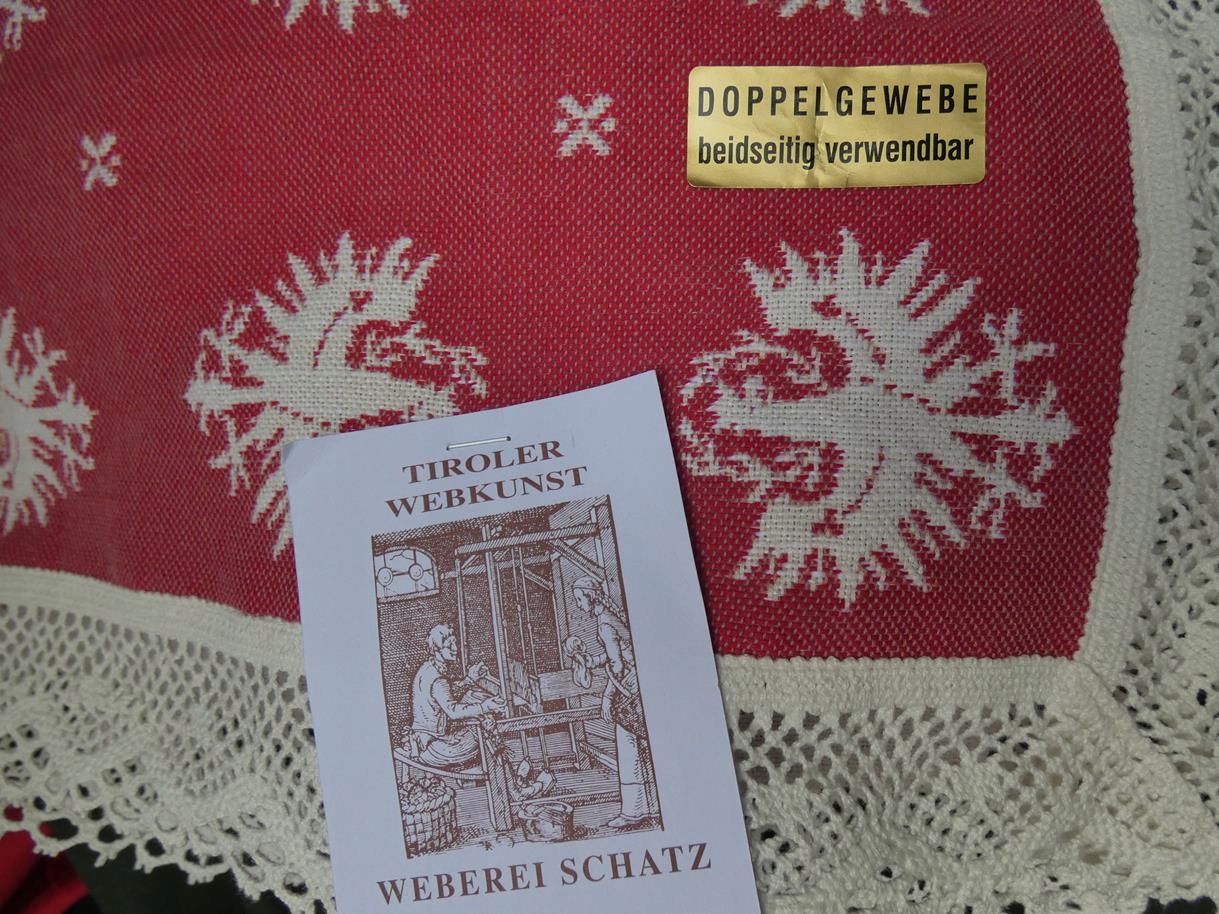 DOPPELGEWEBE
beidseitig verwendbar
TIROLER
WEBKUNST
WEBEREI SCHATZ